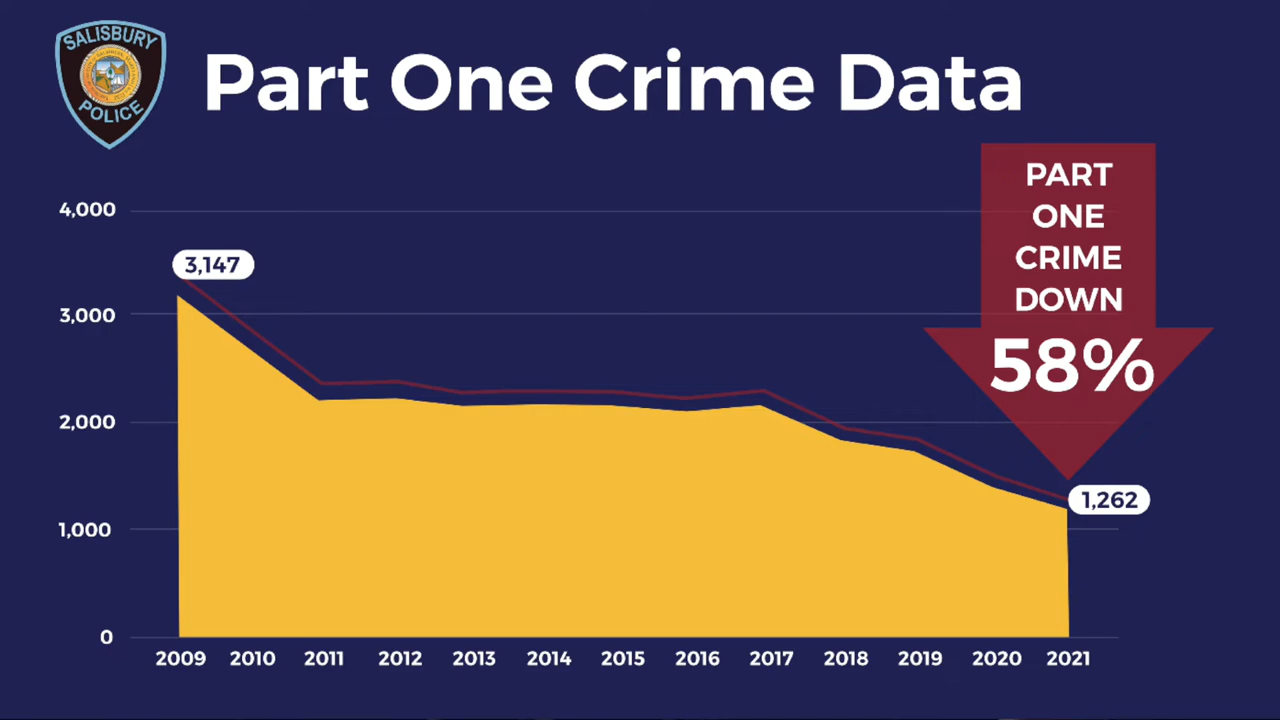 SALISBURY
POLICE
Part One Crime Data
PART
ONE
CRIME
DOWN
58%
4,000
3,147
3,000
2,000
1,262
1,000
0
2009 2010 2011 2012 2013 2014 2015 2016 2017 2018 2019 2020 2021